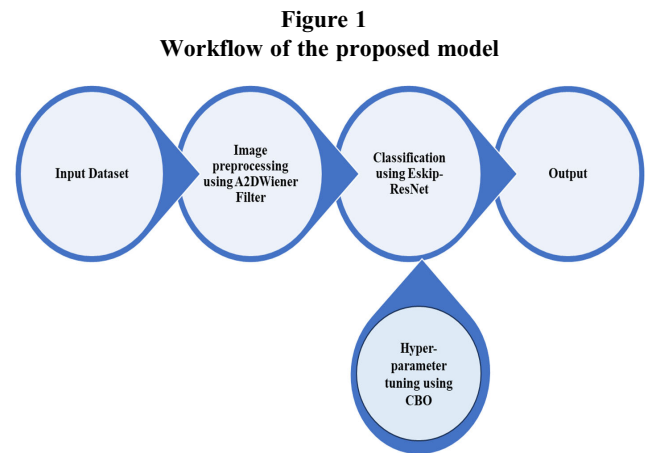 Figure 1
Workflow of the proposed model
Input Dataset
Image
preprocessing
using A2DWiener
Filter
Classification
using Eskip-
ResNet
Output
Hyper-
parameter
tuning using
CBO